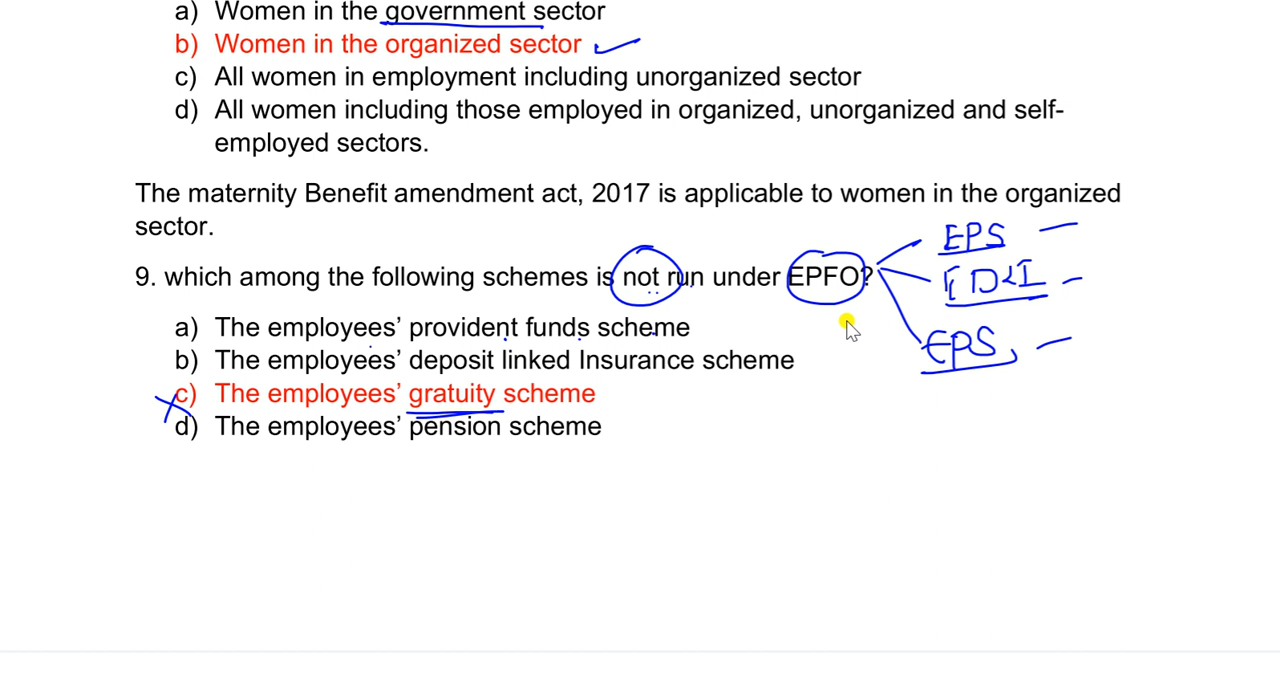 a) Women in the government sector
b) Women in the organized sector
c) All women in employment including unorganized sector
d) All women including those employed in organized, unorganized and self-
employed sectors.
The maternity Benefit amendment act, 2017 is applicable to women in the organized
sector.
EPS
9. which among the following schemes is not run under EPFO?
EDLI
a) The employees’ provident funds scheme
EPS
b) The employees’ deposit linked Insurance scheme
c) The employees’ gratuity scheme
d) The employees’ pension scheme